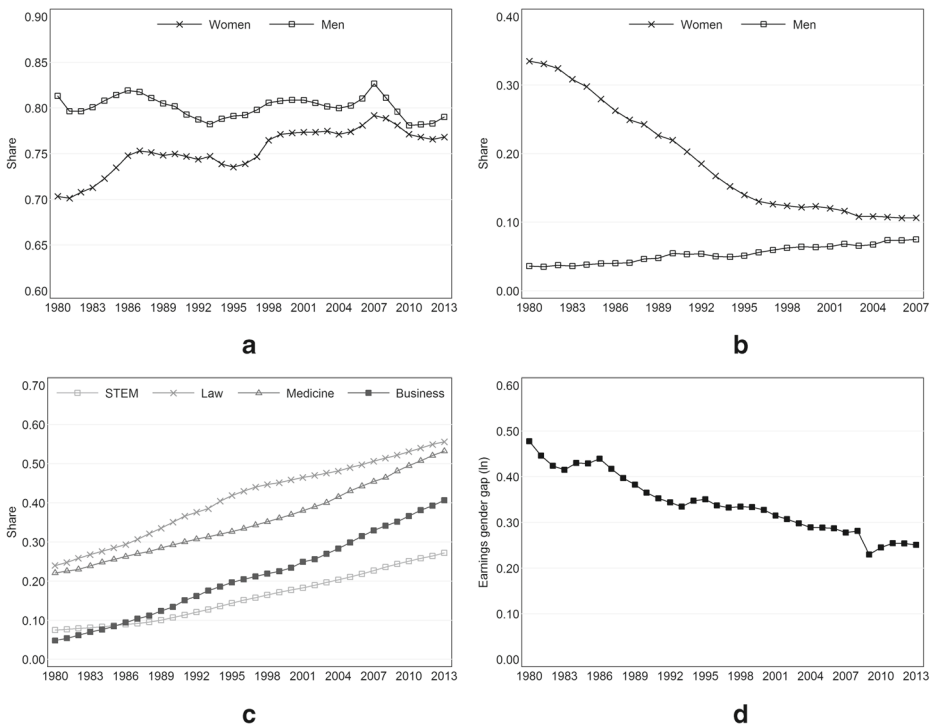 Women Men
0.90
0.85
0.80
0.75
0.70
0.65
0.60
Share
1980 1983 1986 1989 1992 1995 1998 2001 2004 2007 2010 2013
a
Women Men
0.40
0.30
0.20
0.10
0.00
Share
1980 1983 1986 1989 1992 1995 1998 2001 2004 2007
b
STEM Law Medicine Business
0.70
0.60
0.50
0.40
0.30
0.20
0.10
0.00
Share
1980 1983 1986 1989 1992 1995 1998 2001 2004 2007 2010 2013
c
0.60
0.50
0.40
0.30
0.20
0.10
0.00
Earnings gender gap (ln)
1980 1983 1986 1989 1992 1995 1998 2001 2004 2007 2010 2013
d